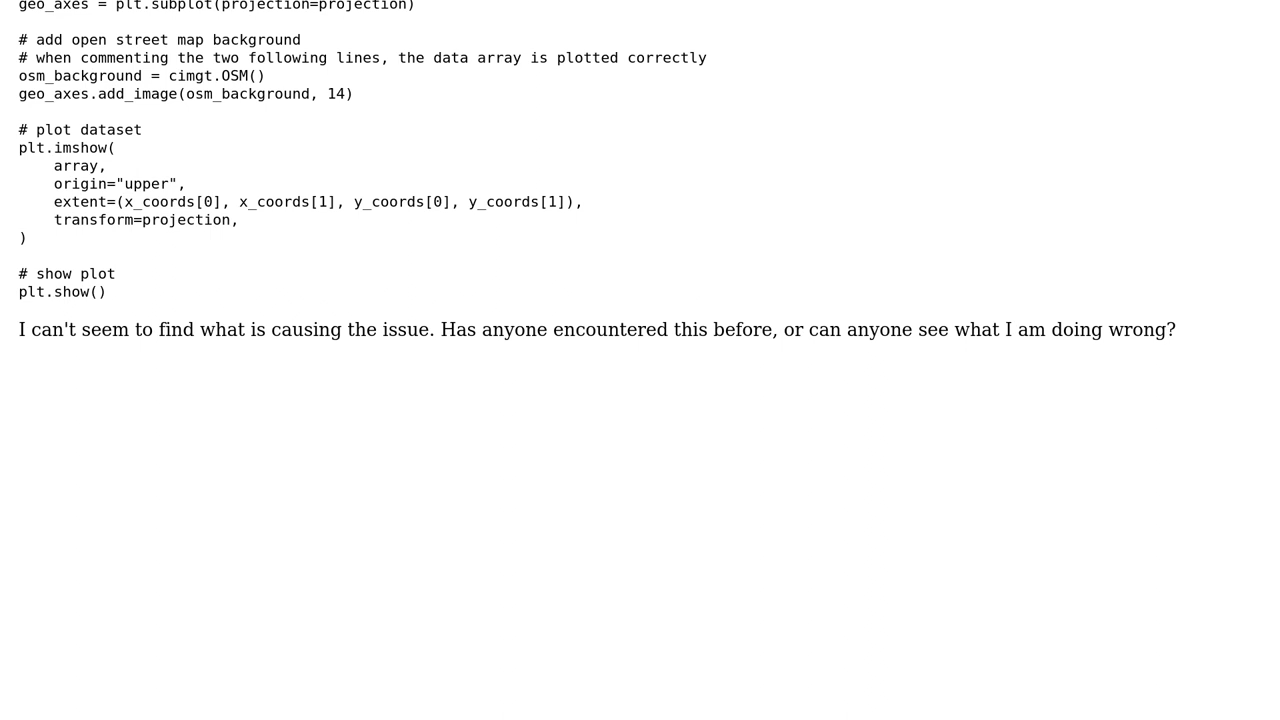 geo_axes = plt.subplot(projection=projection)
# add open street map background
# when commenting the two following lines, the data array is plotted correctly
osm_background = cimgt.OSM()
geo_axes.add_image(osm_background, 14)
# plot dataset
plt.imshow(
    array,
    origin="upper",
    extent=(x_coords[0], x_coords[1], y_coords[0], y_coords[1]),
    transform=projection,
)
# show plot
plt.show()
I can't seem to find what is causing the issue. Has anyone encountered this before, or can anyone see what I am doing wrong?